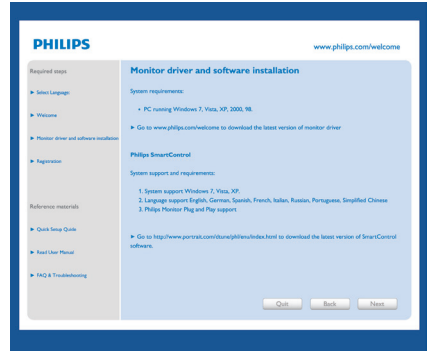 PHILIPS
www.philips.com/welcome
Required steps
► Select Language:
► Welcome
► Monitor driver and software installation
► Registration
Reference materials
► Quick Setup Guide
► Read User Manual
► FAQ & Troubleshooting
Monitor driver and software installation
System requirements:
• PC running Windows 7, Vista, XP, 2000, 98.
► Go to www.philips.com/welcome to download the latest version of monitor driver
Philips SmartControl
System support and requirements:
1. System support Windows 7, Vista, XP.
2. Language support English, German, Spanish, French, Italian, Russian, Portuguese, Simplified Chinese
3. Philips Monitor Plug and Play support
► Go to http://www.portrait.com/dtune/phl/enu/index.html to download the latest version of SmartControl
software.
Quit Back Next